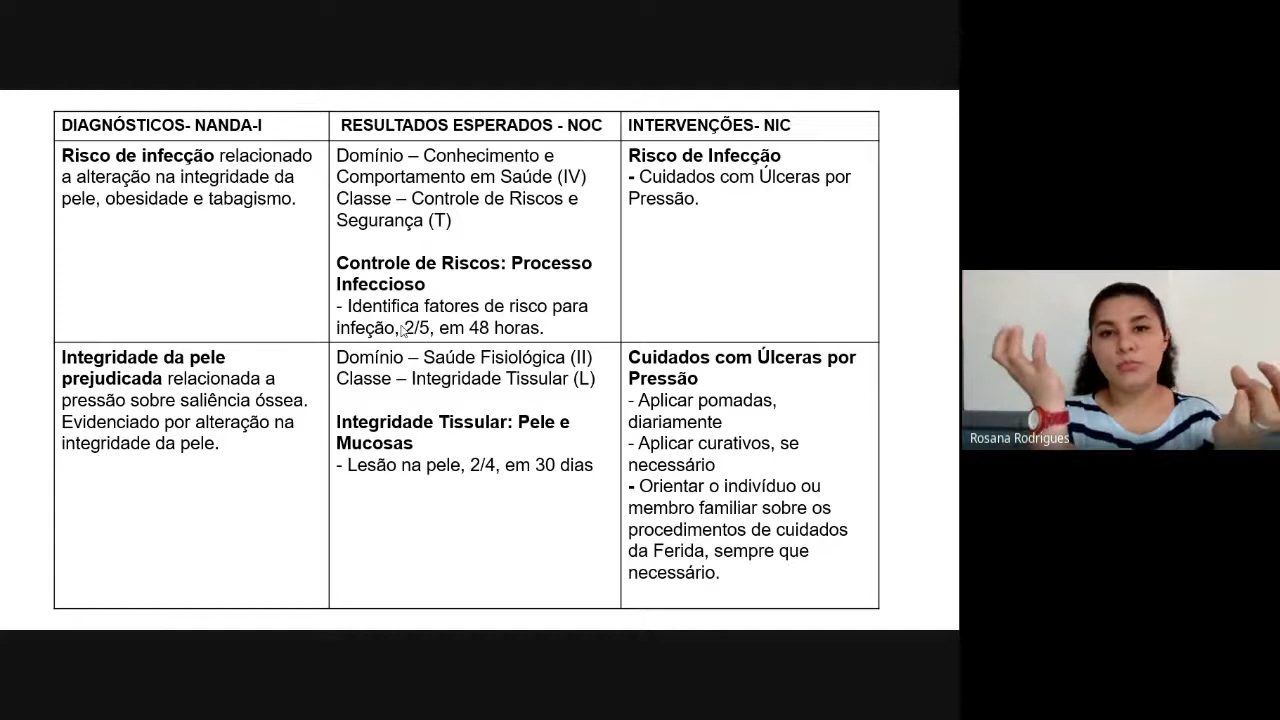 DIAGNÓSTICOS- NANDA-I
RESULTADOS ESPERADOS - NOC
INTERVENÇÕES- NIC
Risco de infecção relacionado
a alteração na integridade da
pele, obesidade e tabagismo.
Domínio – Conhecimento e
Comportamento em Saúde (IV)
Classe – Controle de Riscos e
Segurança (T)
Controle de Riscos: Processo
Infeccioso
- Identifica fatores de risco para
infeção, 2/5, em 48 horas.
Risco de Infecção
- Cuidados com Úlceras por
Pressão.
Integridade da pele
prejudicada relacionada a
pressão sobre saliência óssea.
Evidenciado por alteração na
integridade da pele.
Domínio – Saúde Fisiológica (II)
Classe – Integridade Tissular (L)
Integridade Tissular: Pele e
Mucosas
- Lesão na pele, 2/4, em 30 dias
Cuidados com Úlceras por
Pressão
- Aplicar pomadas,
diariamente
- Aplicar curativos, se
necessário
- Orientar o indivíduo ou
membro familiar sobre os
procedimentos de cuidados
da Ferida, sempre que
necessário.
Rosana Rodrigues